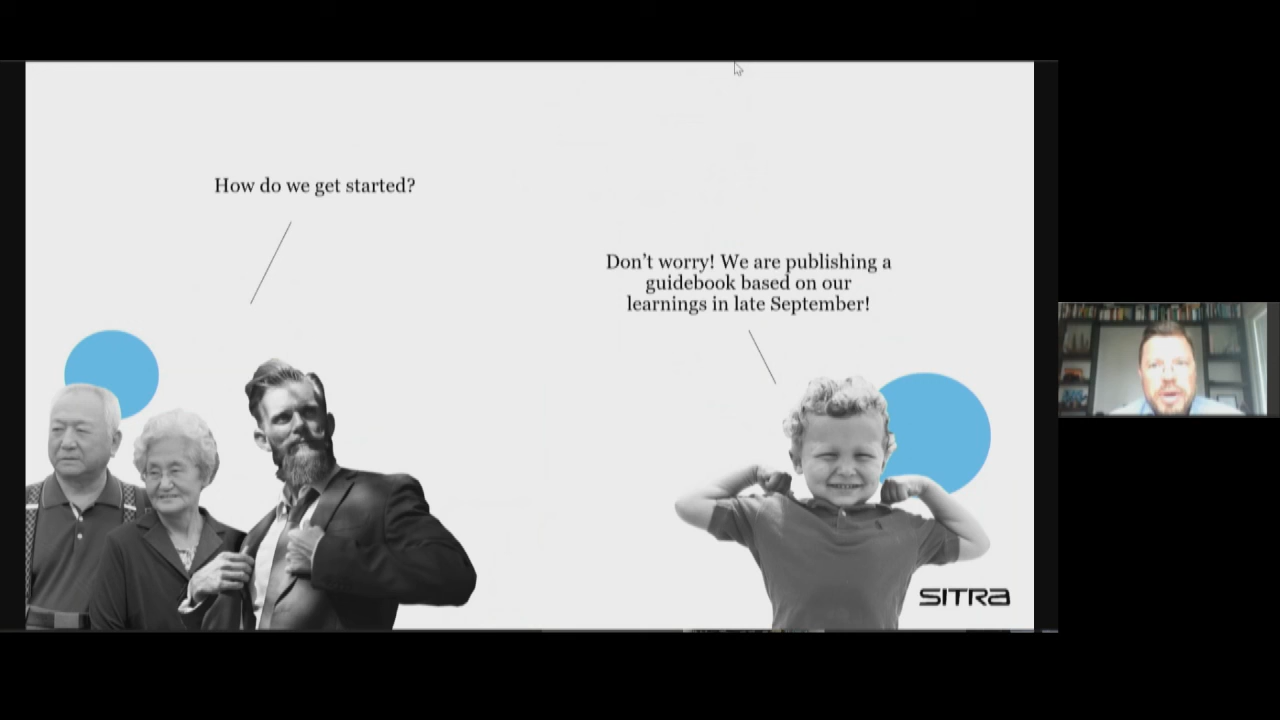 How do we get started?
Don't worry! We are publishing a
guidebook based on our
learnings in late September!
SITRA